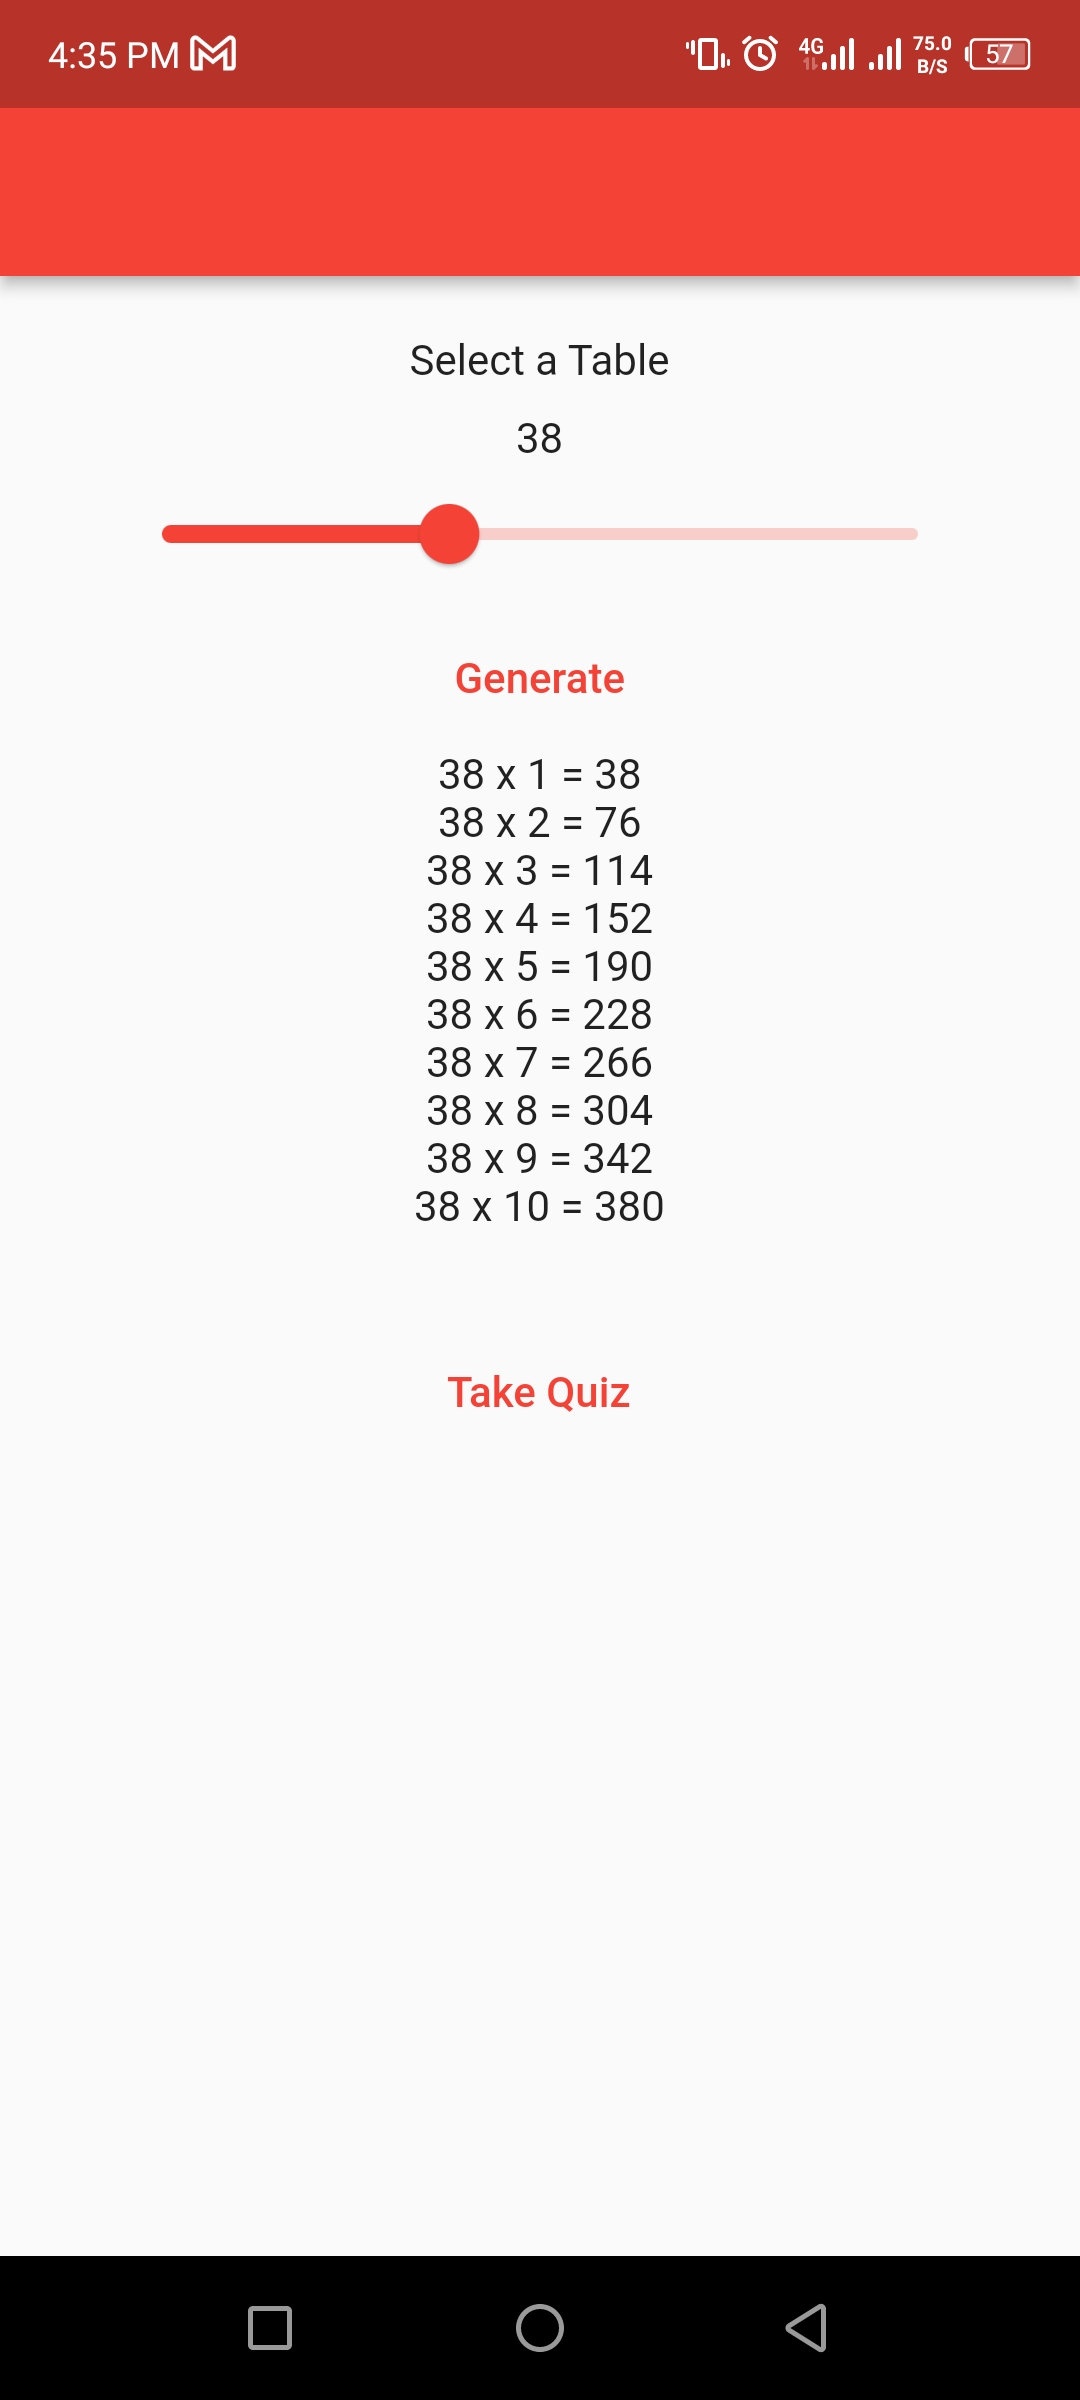 4:35 PM 4G 75.0 B/S 57
Select a Table
38
Generate
38 x 1 = 38
38 x 2 = 76
38 x 3 = 114
38 x 4 = 152
38 x 5 = 190
38 x 6 = 228
38 x 7 = 266
38 x 8 = 304
38 x 9 = 342
38 x 10 = 380
Take Quiz